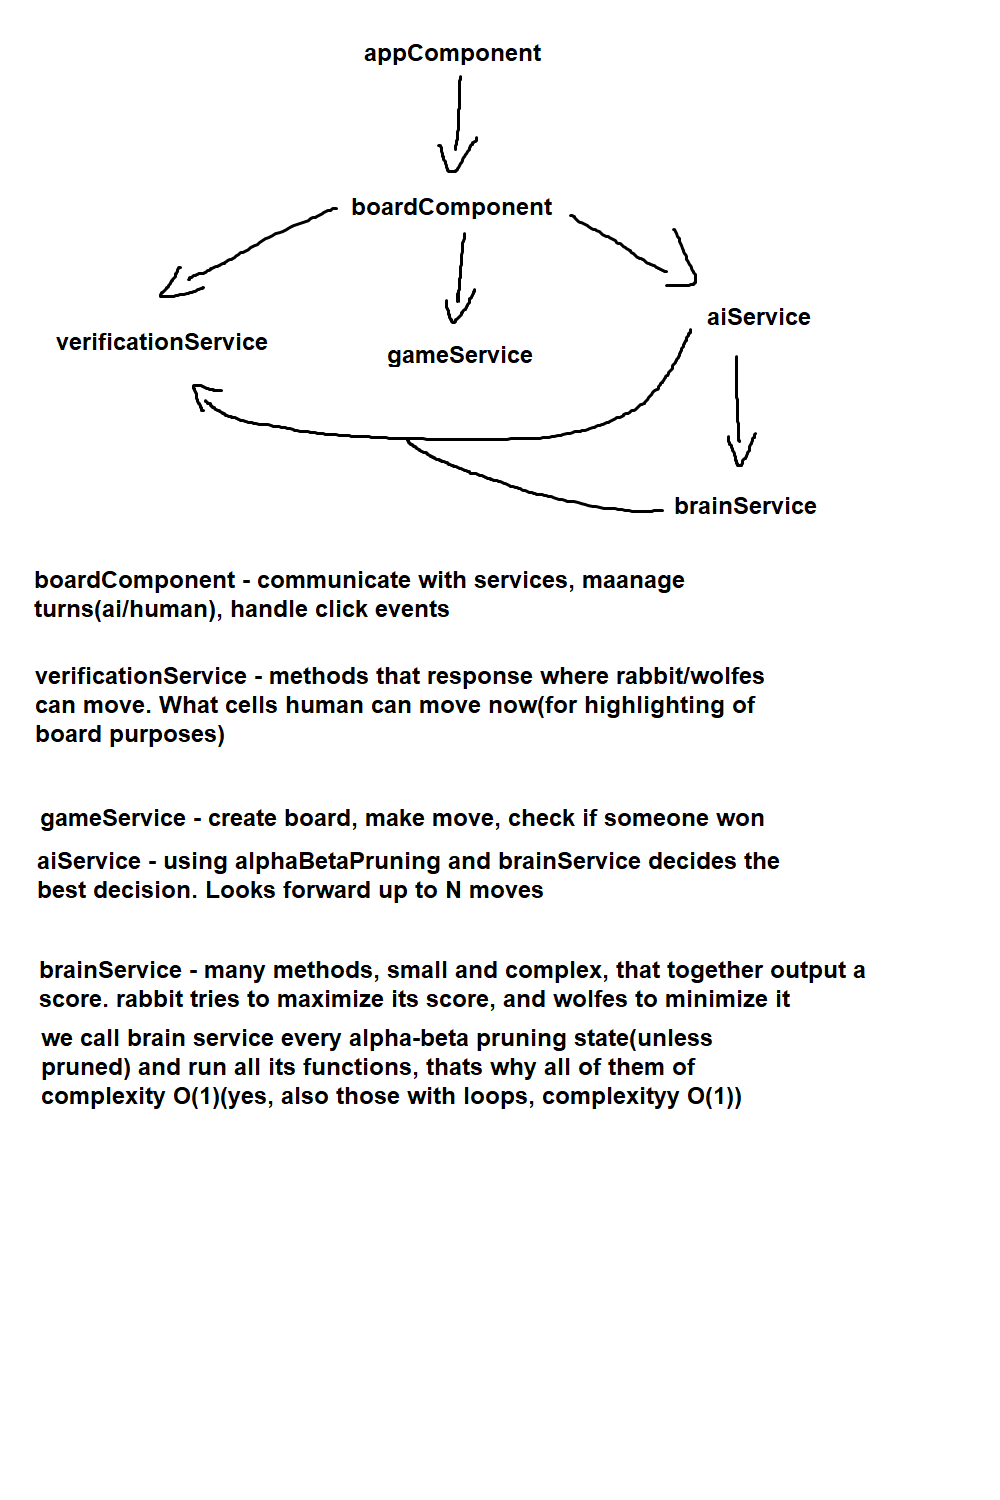 appComponent
boardComponent
aiService
verificationService
gameService
brainService
boardComponent - communicate with services, maanage
turns(ai/human), handle click events
verificationService - methods that response where rabbit/wolfes
can move. What cells human can move now(for highlighting of
board purposes)
gameService - create board, make move, check if someone won
aiService - using alphaBetaPruning and brainService decides the
best decision. Looks forward up to N moves
brainService - many methods, small and complex, that together output a
score. rabbit tries to maximize its score, and wolfes to minimize it
we call brain service every alpha-beta pruning state(unless
pruned) and run all its functions, thats why all of them of
complexity O(1)(yes, also those with loops, complexityy O(1))